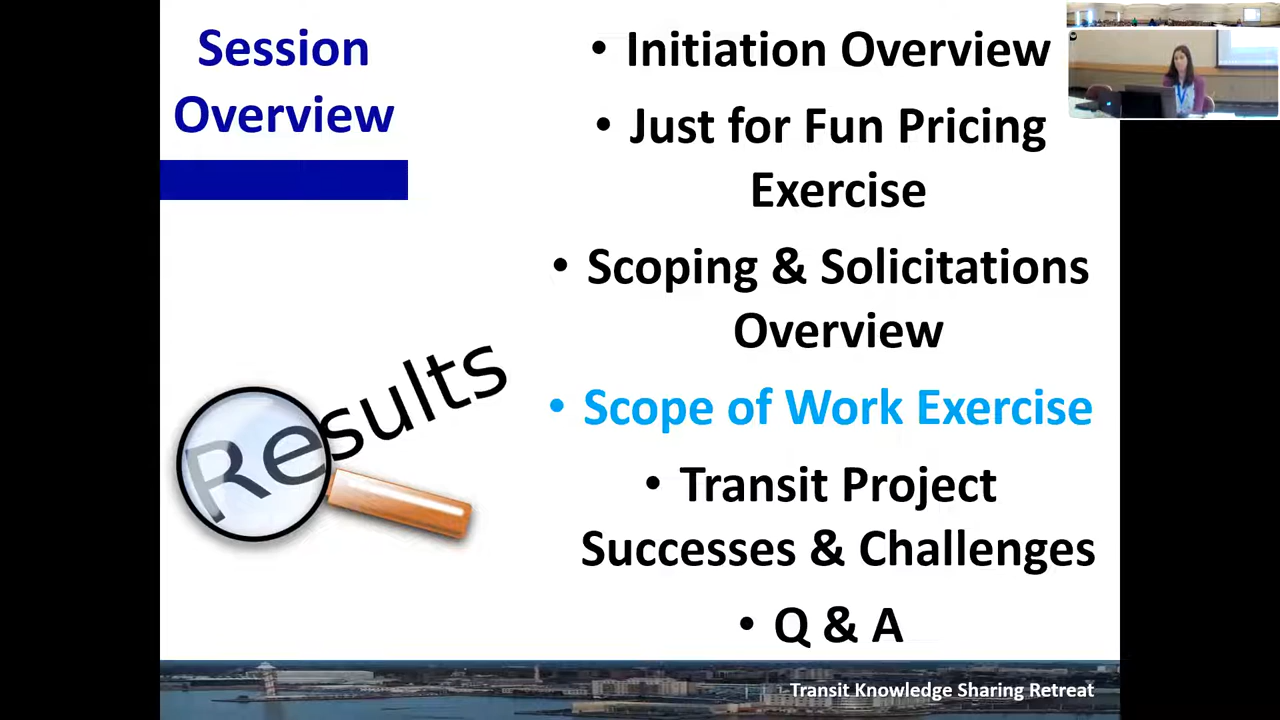 Session
Overview
• Initiation Overview
• Just for Fun Pricing
Exercise
• Scoping & Solicitations
Overview
• Scope of Work Exercise
• Transit Project
Successes & Challenges
• Q & A
Results
Transit Knowledge Sharing Retreat